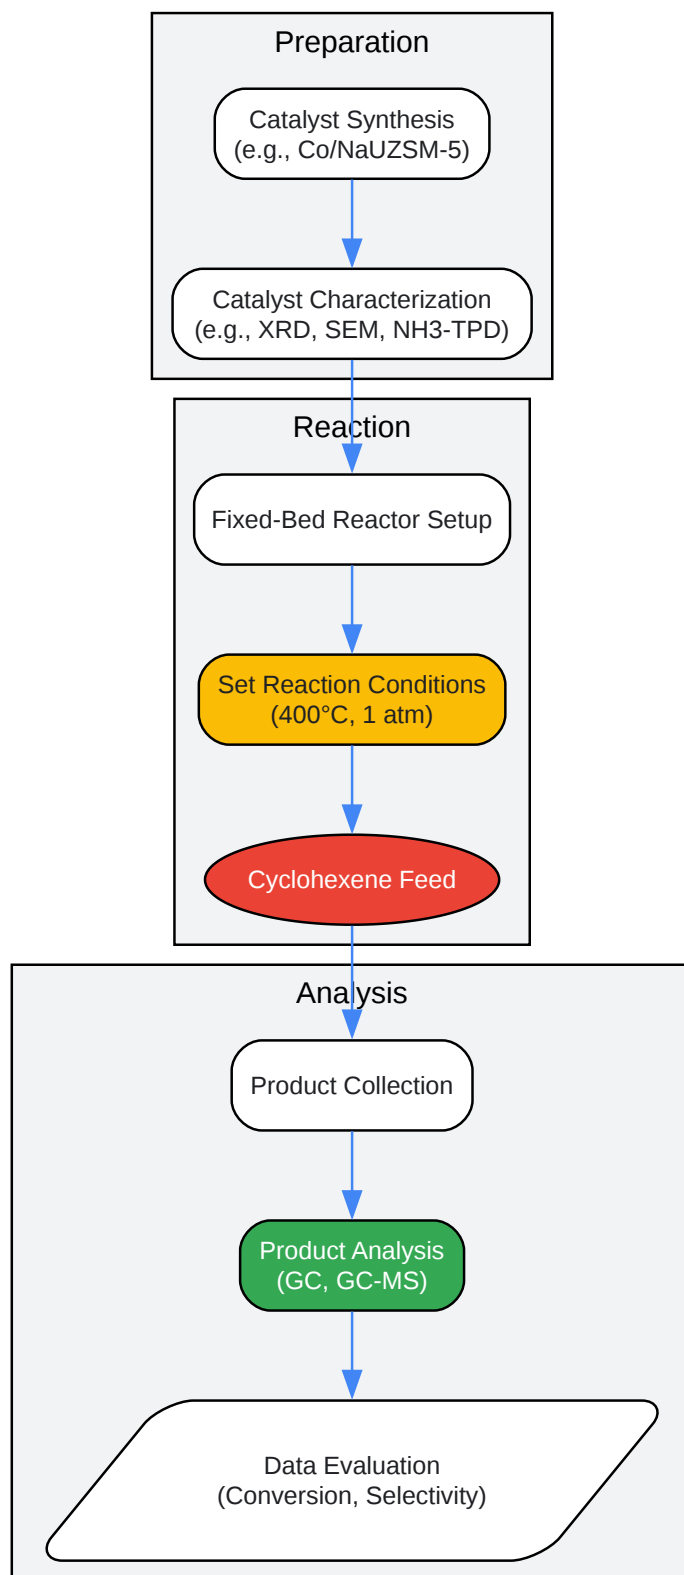 Preparation
Catalyst Synthesis
(e.g., Co/NaUZSM-5)
Catalyst Characterization
(e.g., XRD, SEM, NH3-TPD)
Reaction
Fixed-Bed Reactor Setup
Set Reaction Conditions
(400°C, 1 atm)
Cyclohexene Feed
Analysis
Product Collection
Product Analysis
(GC, GC-MS)
Data Evaluation
(Conversion, Selectivity)